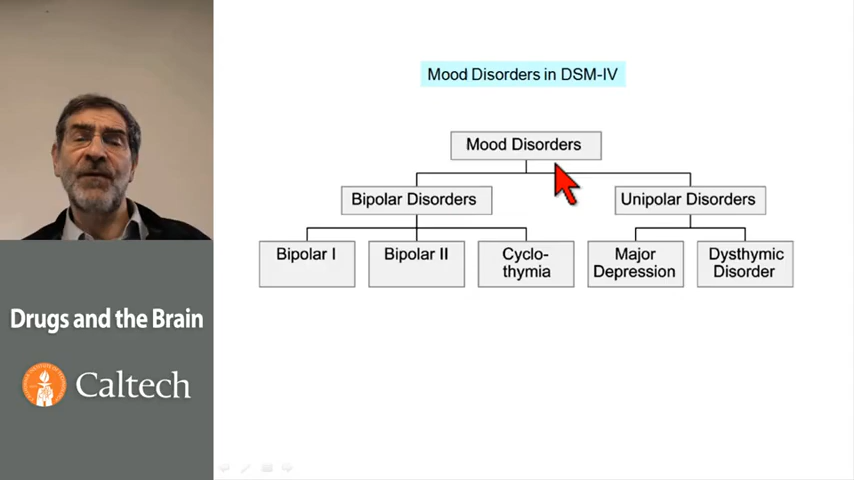 Mood Disorders in DSM-IV
Mood Disorders
Bipolar Disorders
Unipolar Disorders
Bipolar I
Bipolar II
Cyclo-
thymia
Major
Depression
Dysthymic
Disorder
Drugs and the Brain
Caltech